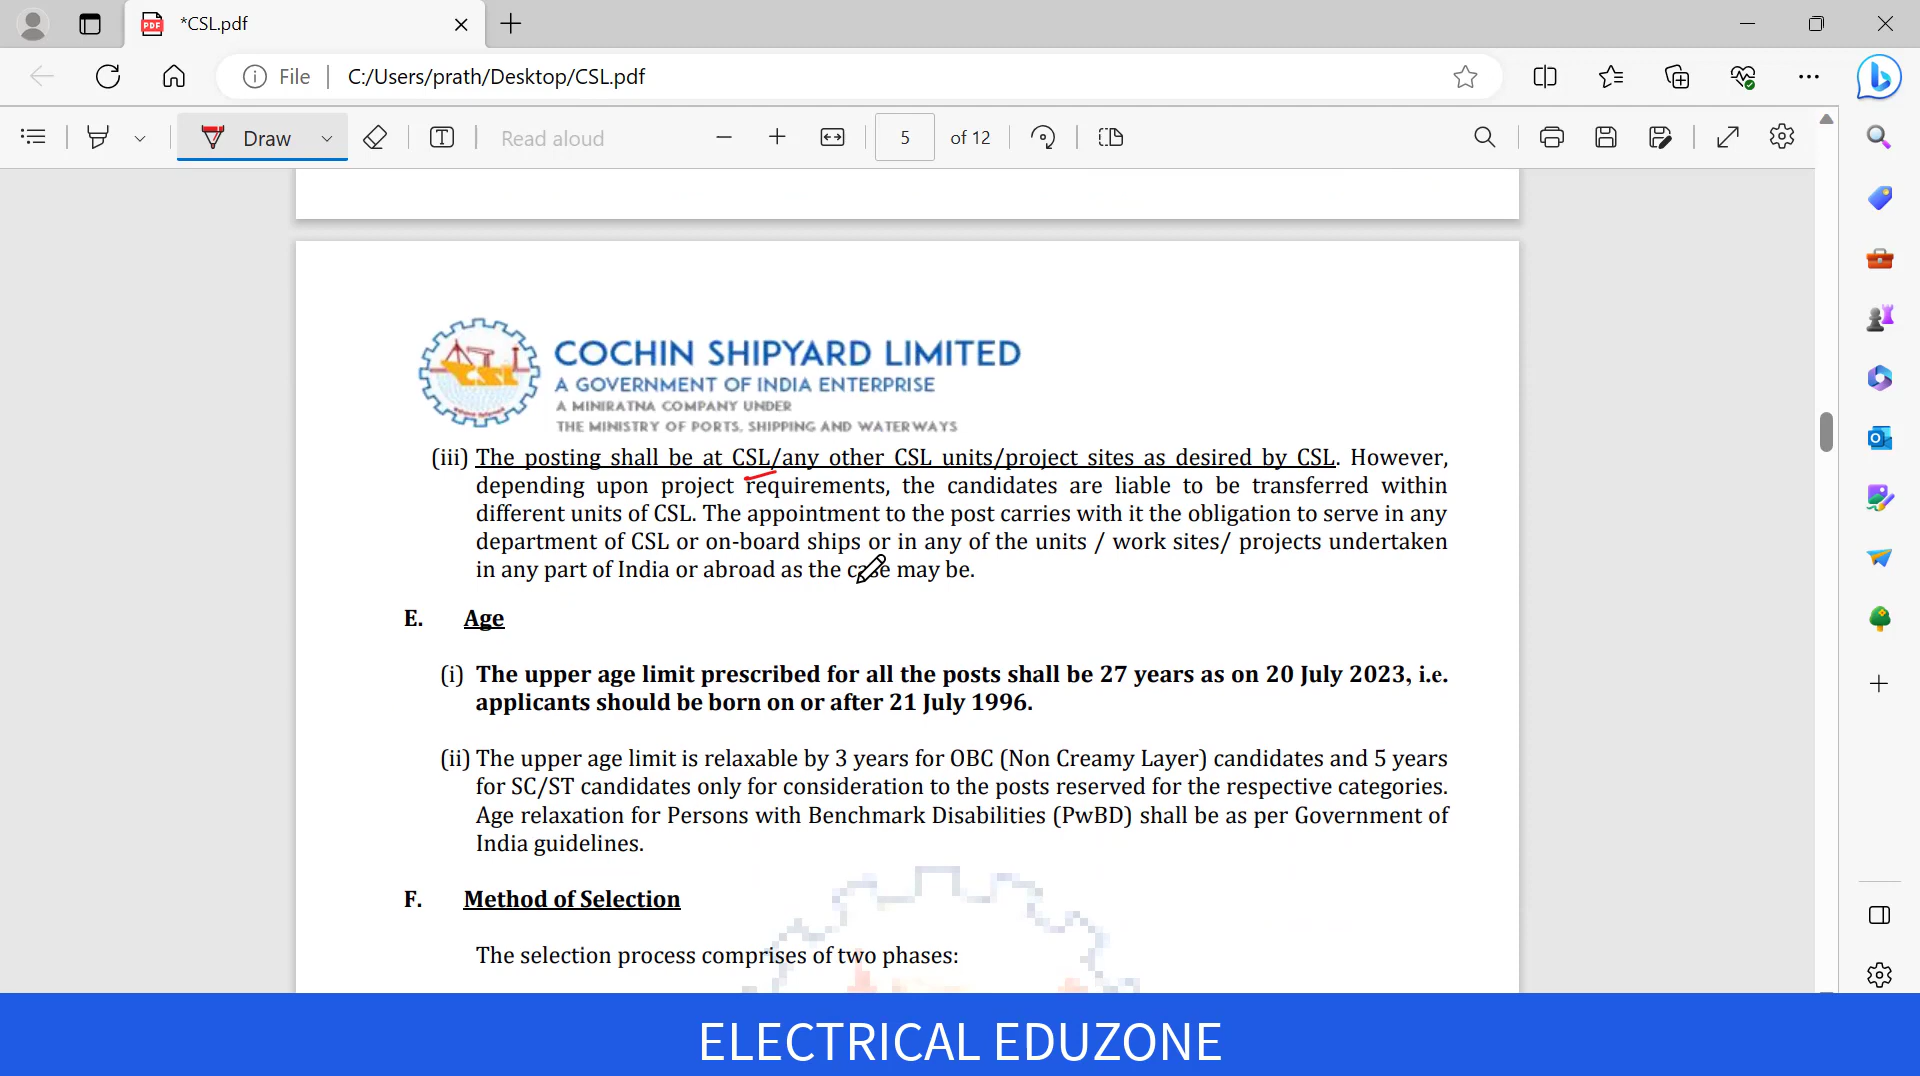 *CSL.pdf
File
C:/Users/prath/Desktop/CSL.pdf
Draw
Read aloud
5
of 12
COCHIN SHIPYARD LIMITED
A GOVERNMENT OF INDIA ENTERPRISE
A MINIRATNA COMPANY UNDER
THE MINISTRY OF PORTS, SHIPPING AND WATERWAYS
(iii) The posting shall be at CSL/any other CSL units/project sites as desired by CSL. However,
depending upon project requirements, the candidates are liable to be transferred within
different units of CSL. The appointment to the post carries with it the obligation to serve in any
department of CSL or on-board ships or in any of the units / work sites/ projects undertaken
in any part of India or abroad as the case may be.
E. Age
(i) The upper age limit prescribed for all the posts shall be 27 years as on 20 July 2023, i.e.
applicants should be born on or after 21 July 1996.
(ii) The upper age limit is relaxable by 3 years for OBC (Non Creamy Layer) candidates and 5 years
for SC/ST candidates only for consideration to the posts reserved for the respective categories.
Age relaxation for Persons with Benchmark Disabilities (PwBD) shall be as per Government of
India guidelines.
F. Method of Selection
The selection process comprises of two phases:
ELECTRICAL EDUZONE